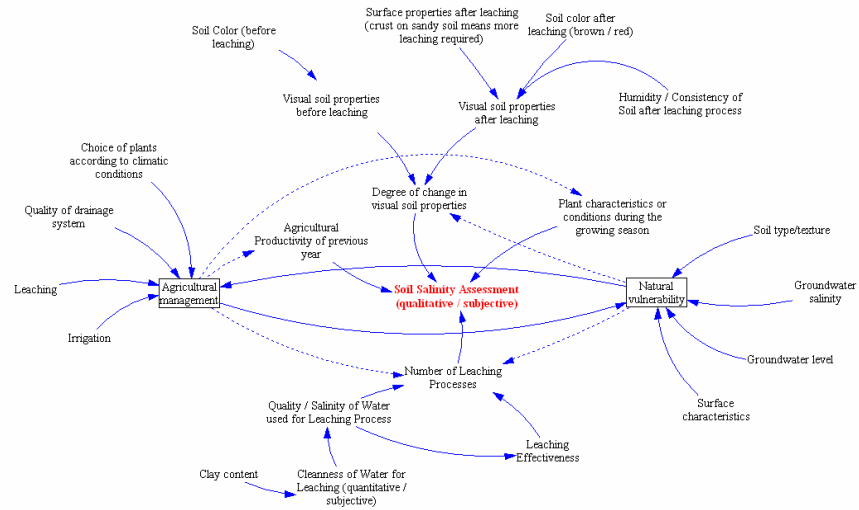 Surface properties after leaching
(crust on sandy soil means more
leaching required)
Soil color after
leaching (brown / red)
Soil Color (before
leaching)
Visual soil properties
before leaching
Visual soil properties
after leaching
Humidity / Consistency of
Soil after leaching process
Choice of plants
according to climatic
conditions
Degree of change in
visual soil properties
Plant characteristics or
conditions during the
growing season
Quality of drainage
system
Agricultural
Productivity of previous
year
Soil type/texture
Leaching
Agricultural
management
Soil Salinity Assessment
(qualitative / subjective)
Natural
vulnerability
Groundwater
salinity
Irrigation
Number of Leaching
Processes
Groundwater level
Quality / Salinity of Water
used for Leaching Process
Surface
characteristics
Leaching
Effectiveness
Clay content
Cleanness of Water for
Leaching (quantitative /
subjective)